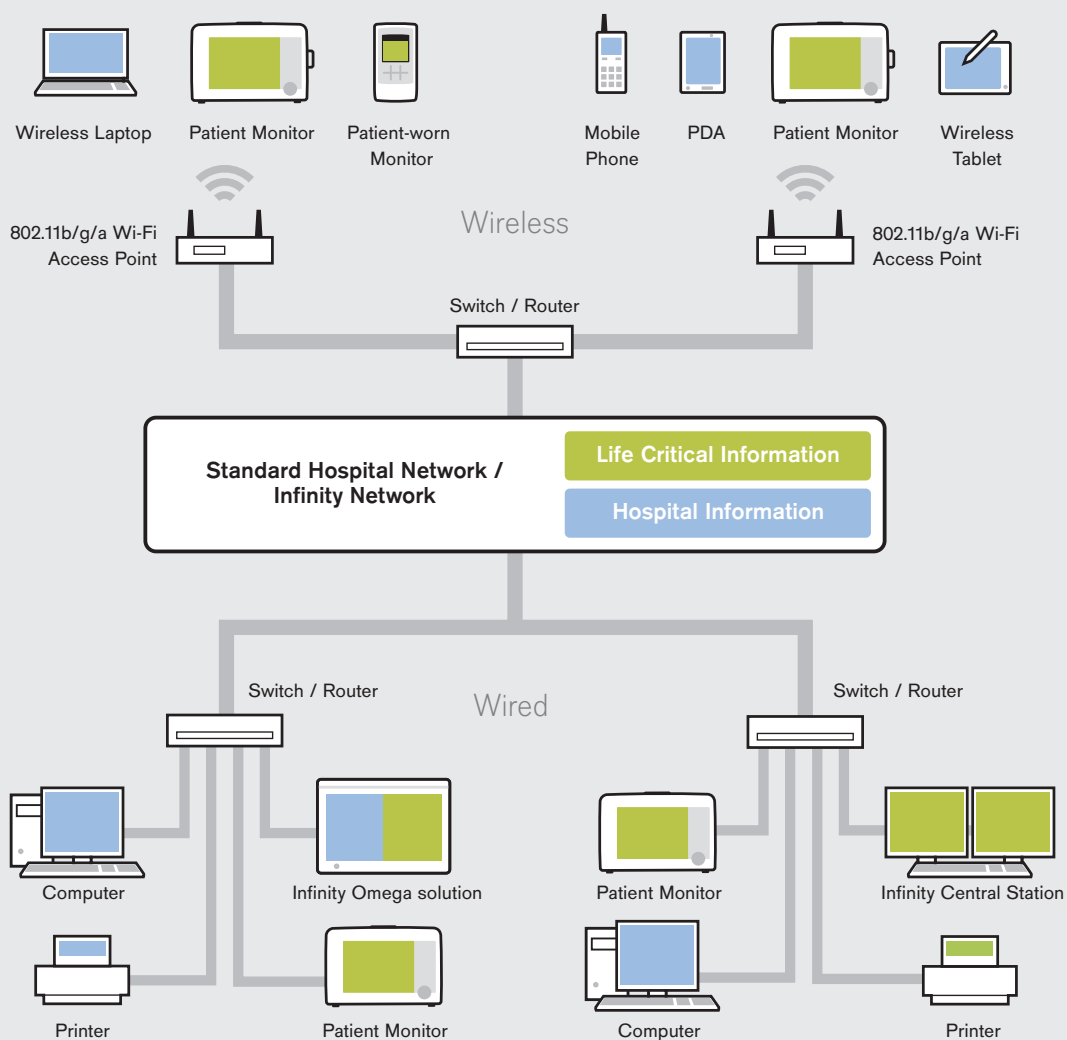 Wireless Laptop
Patient Monitor
Patient-worn
Monitor
Mobile
Phone
PDA
Patient Monitor
Wireless
Tablet
802.11b/g/a Wi-Fi
Access Point
Wireless
802.11b/g/a Wi-Fi
Access Point
Switch / Router
Standard Hospital Network /
Infinity Network
Life Critical Information
Hospital Information
Switch / Router
Wired
Switch / Router
Computer
Infinity Omega solution
Patient Monitor
Infinity Central Station
Printer
Patient Monitor
Computer
Printer